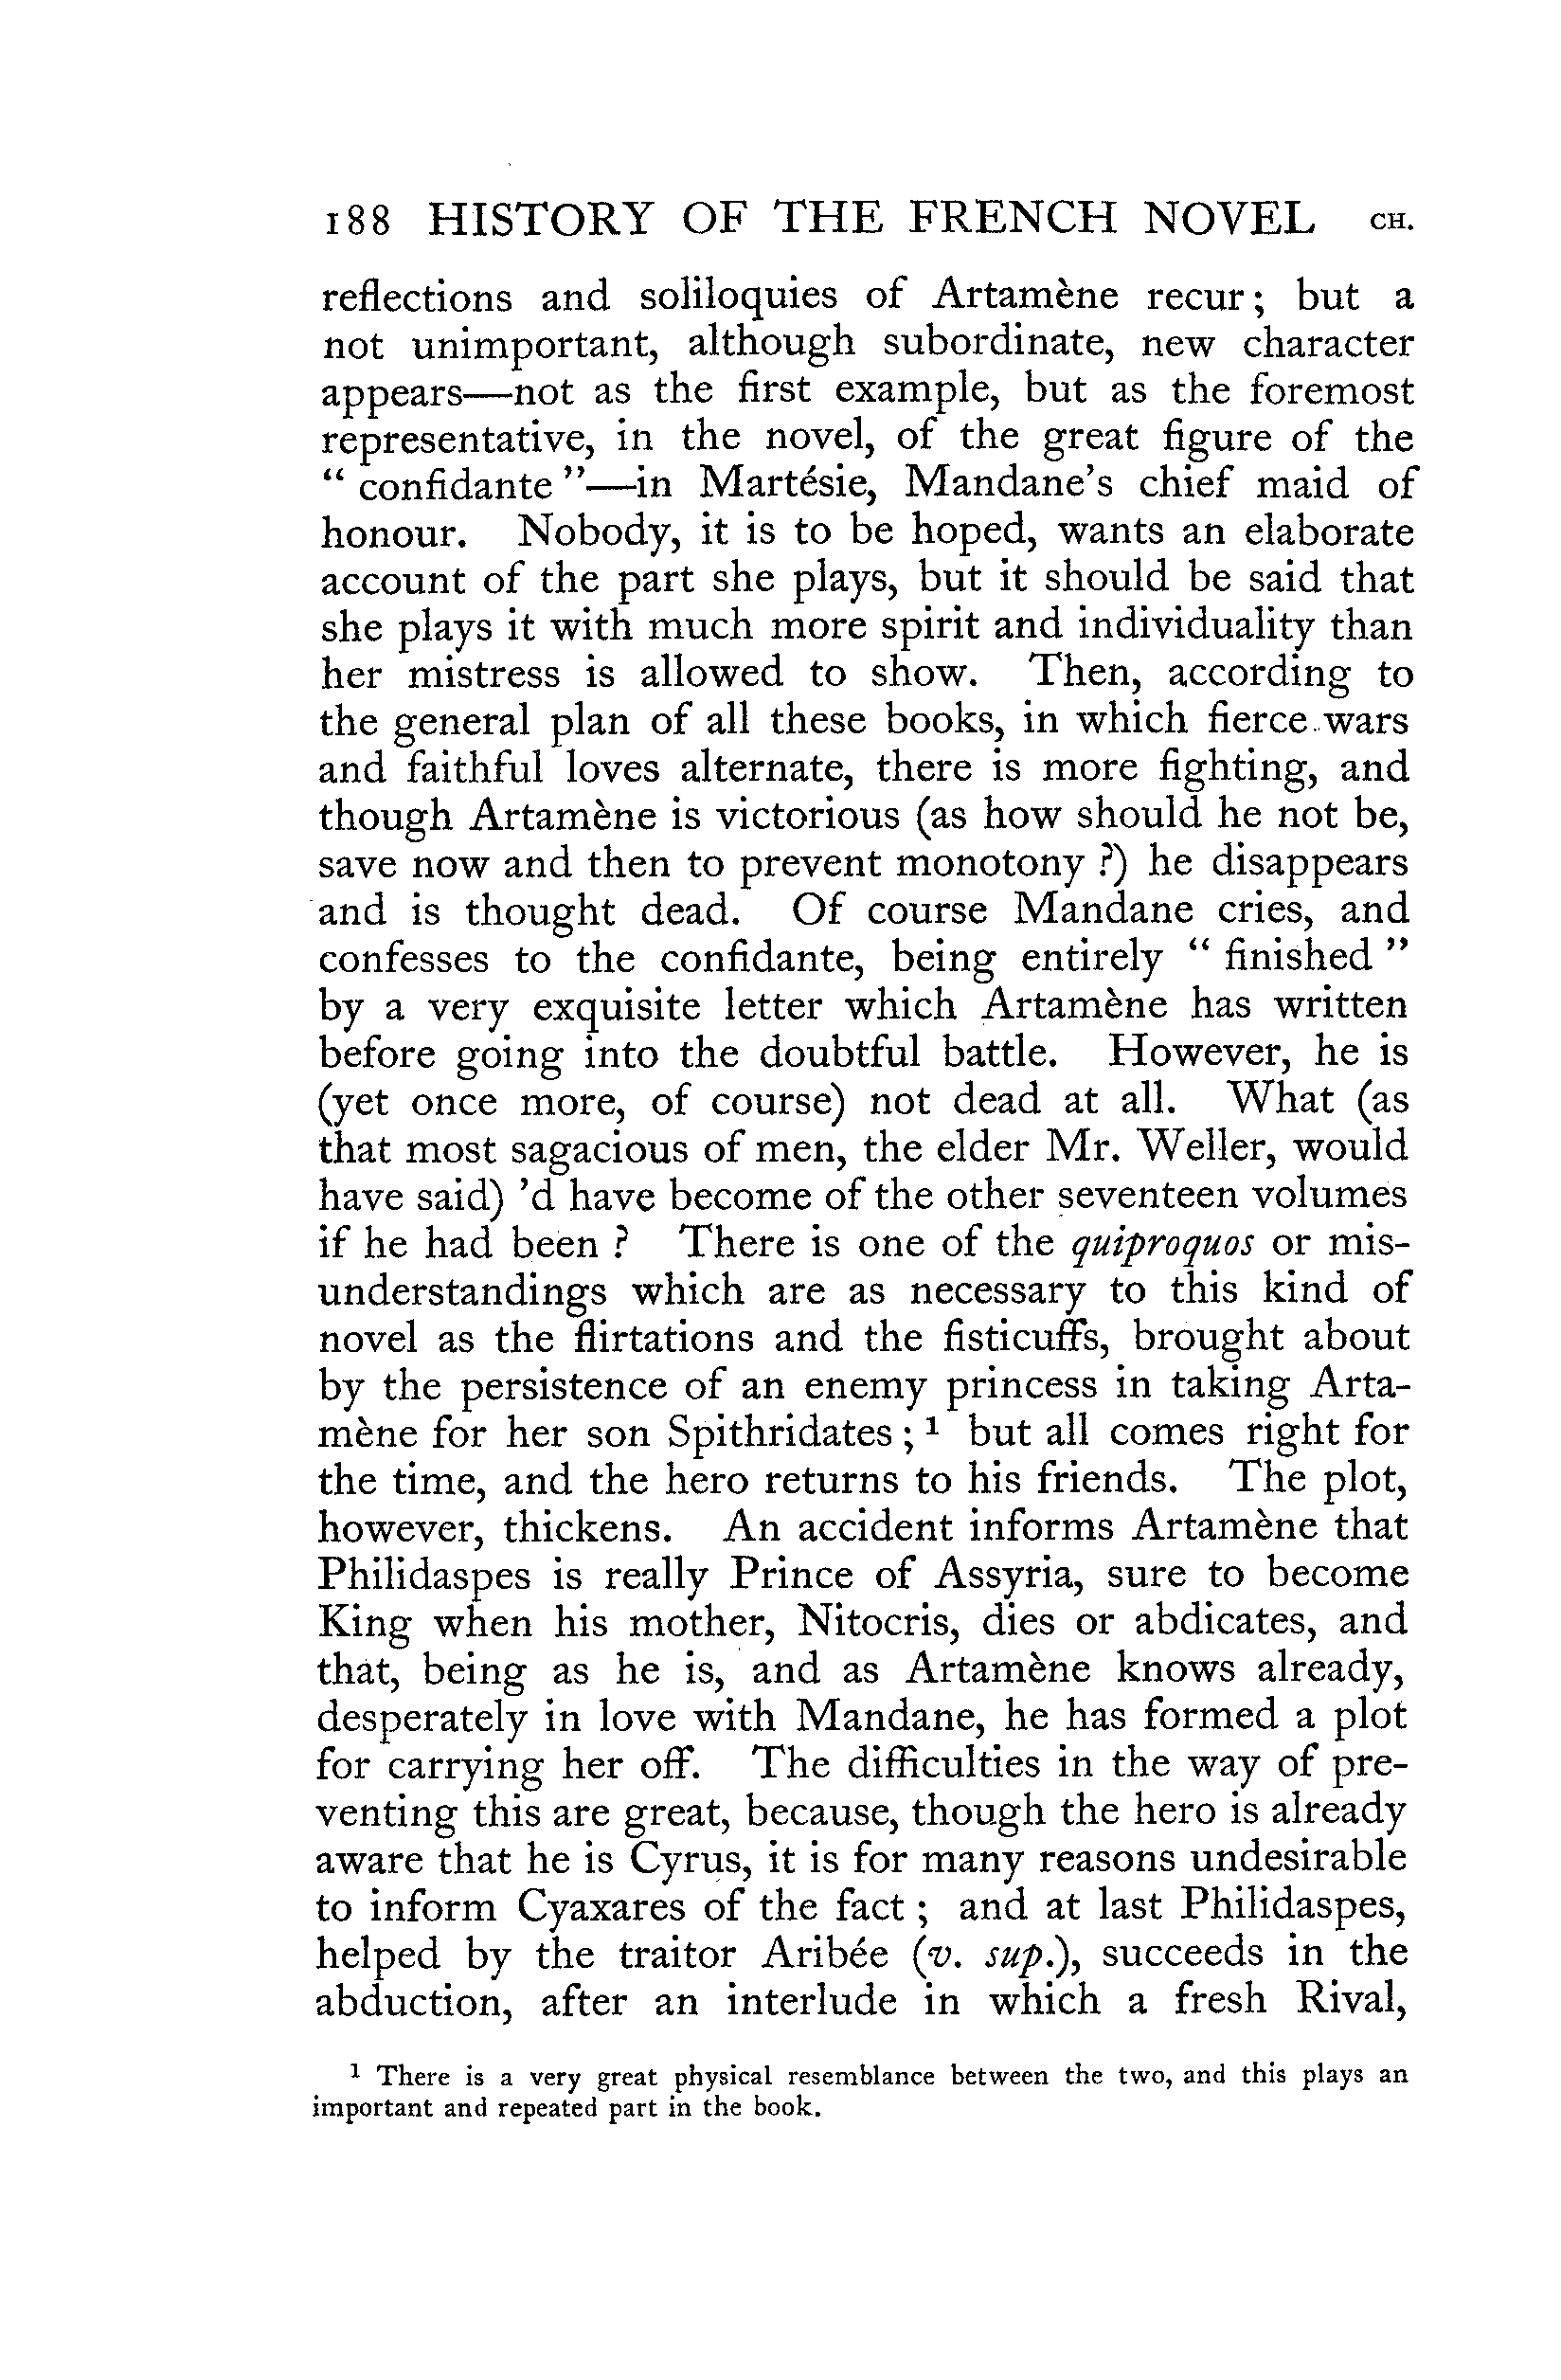 188 HISTORY OF THE FRENCH NOVEL CH.
reflections and soliloquies of Artamène recur; but a
not unimportant, although subordinate, new character
appears—not as the first example, but as the foremost
representative, in the novel, of the great figure of the
“ confidante ”—in Martésie, Mandane’s chief maid of
honour. Nobody, it is to be hoped, wants an elaborate
account of the part she plays, but it should be said that
she plays it with much more spirit and individuality than
her mistress is allowed to show. Then, according to
the general plan of all these books, in which fierce wars
and faithful loves alternate, there is more fighting, and
though Artamène is victorious (as how should he not be,
save now and then to prevent monotony ?) he disappears
and is thought dead. Of course Mandane cries, and
confesses to the confidante, being entirely “ finished ”
by a very exquisite letter which Artamène has written
before going into the doubtful battle. However, he is
(yet once more, of course) not dead at all. What (as
that most sagacious of men, the elder Mr. Weller, would
have said) ’d have become of the other seventeen volumes
if he had been ? There is one of the quiproquos or mis-
understandings which are as necessary to this kind of
novel as the flirtations and the fisticuffs, brought about
by the persistence of an enemy princess in taking Arta-
mène for her son Spithridates ; ¹ but all comes right for
the time, and the hero returns to his friends. The plot,
however, thickens. An accident informs Artamène that
Philidaspes is really Prince of Assyria, sure to become
King when his mother, Nitocris, dies or abdicates, and
that, being as he is, and as Artamène knows already,
desperately in love with Mandane, he has formed a plot
for carrying her off. The difficulties in the way of pre-
venting this are great, because, though the hero is already
aware that he is Cyrus, it is for many reasons undesirable
to inform Cyaxares of the fact ; and at last Philidaspes,
helped by the traitor Aribée (v. sup.), succeeds in the
abduction, after an interlude in which a fresh Rival,
¹ There is a very great physical resemblance between the two, and this plays an
important and repeated part in the book.